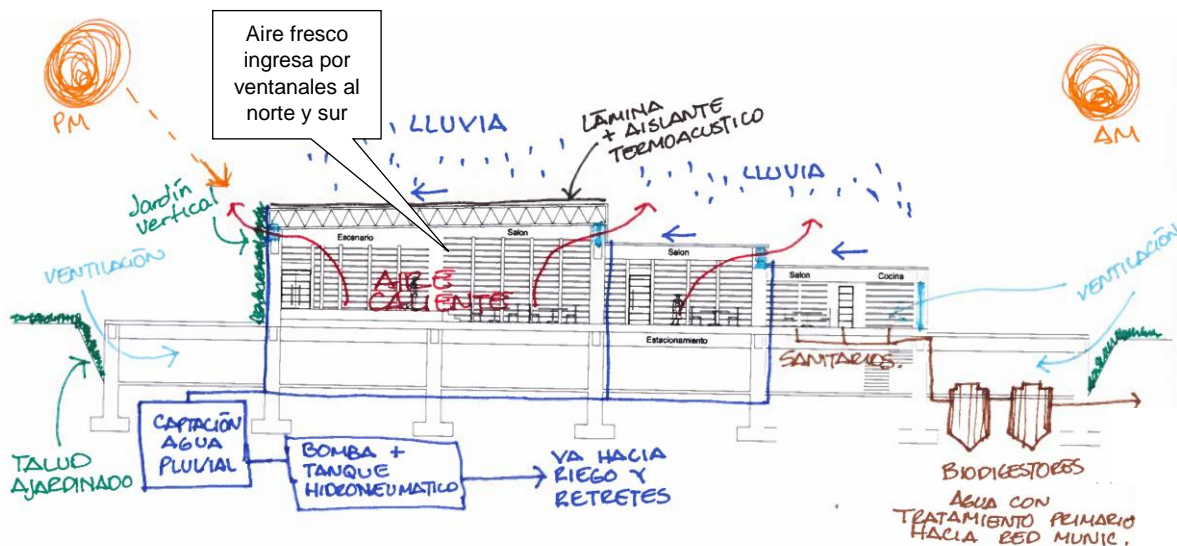 Aire fresco
ingresa por
ventanales al
norte y sur
PM
AM
LLUVIA
LÁMINA
+ AISLANTE
TERMOACUSTICO
LLUVIA
Jardín
vertical
VENTILACIÓN
VENTILACIÓN
Escenario
Salon
Salon
Salon
Cocina
AIRE
CALIENTE
Estacionamiento
SANITARIOS.
TALUD
AJARDINADO
CAPTACIÓN
AGUA
PLUVIAL
BOMBA +
TANQUE
HIDRONEUMATICO
VA HACIA
RIEGO Y
RETRETES
BIODIGESTORES
AGUA CON
TRATAMIENTO PRIMARIO
HACIA RED MUNIC.